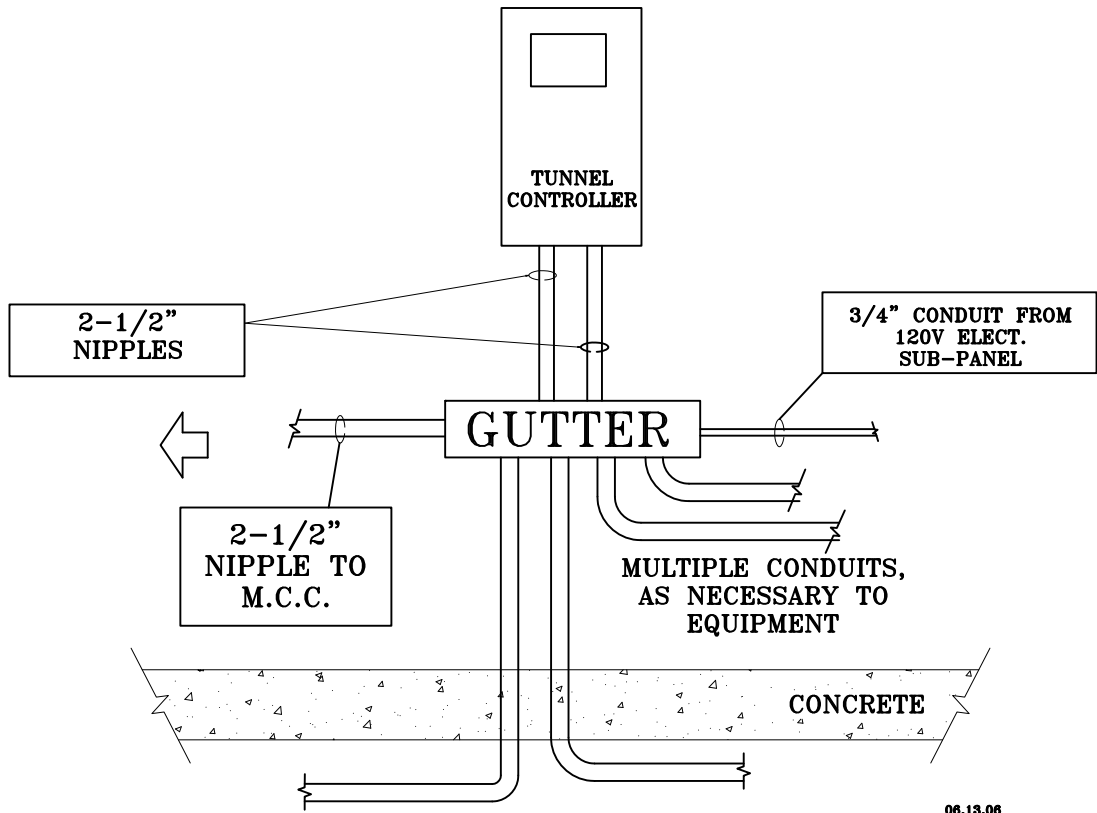 TUNNEL
CONTROLLER
2-1/2”
NIPPLES
3/4” CONDUIT FROM
120V ELECT.
SUB-PANEL
GUTTER
2-1/2”
NIPPLE TO
M.C.C.
MULTIPLE CONDUITS,
AS NECESSARY TO
EQUIPMENT
CONCRETE
06.13.06